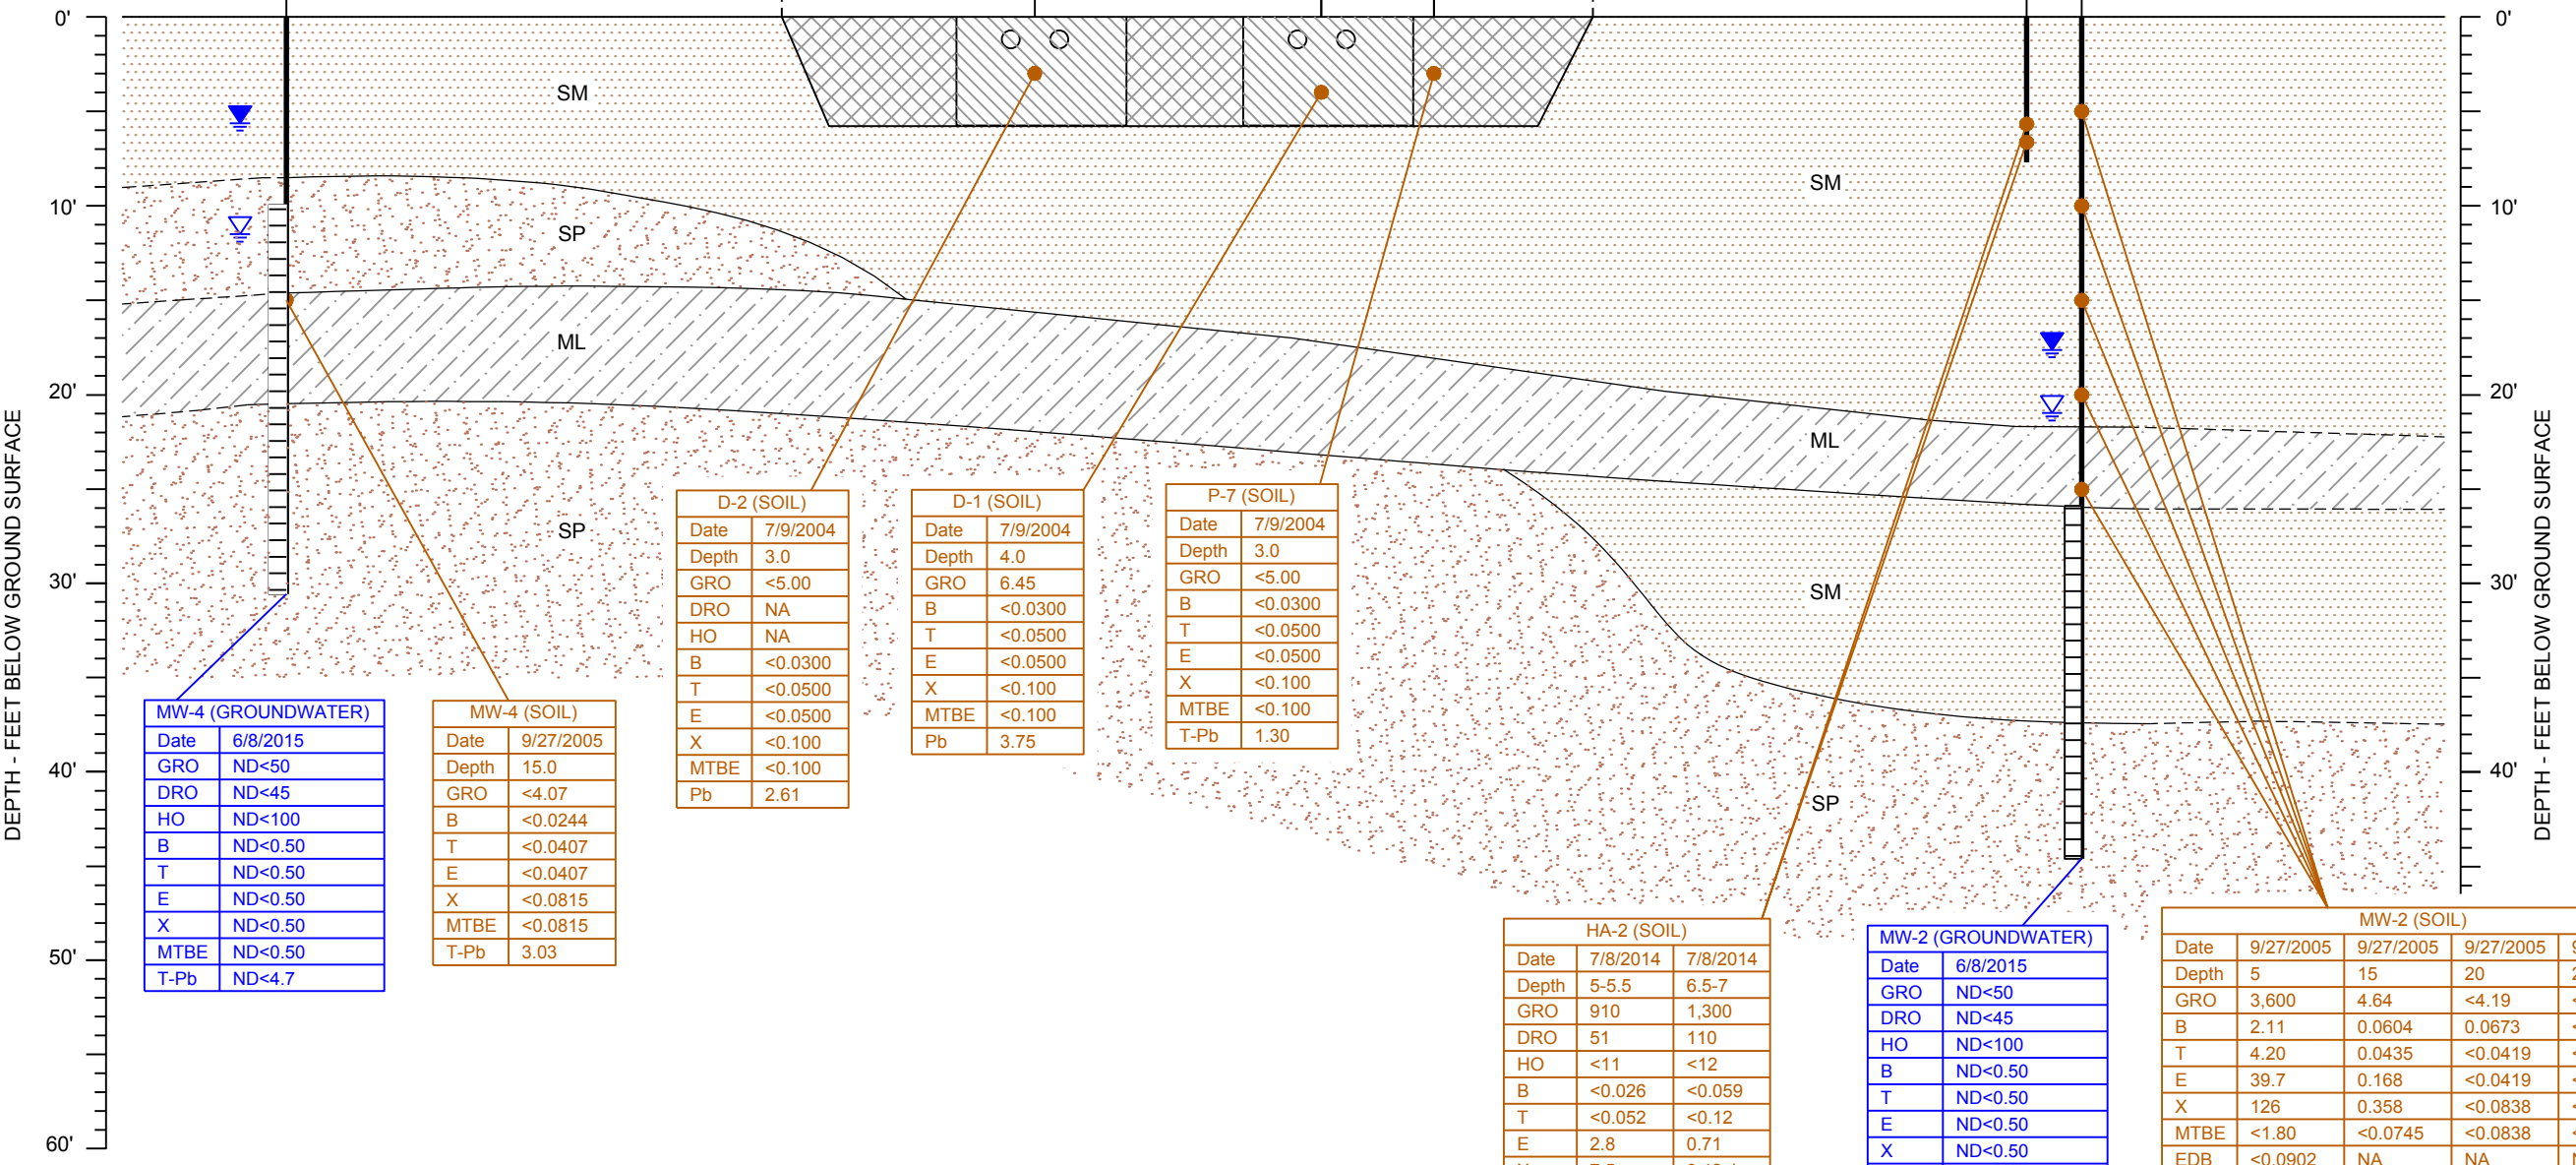 0'
10'
20'
30'
40'
50'
60'
DEPTH - FEET BELOW GROUND SURFACE
SM
SP
ML
SP
SM
ML
SM
SP
0'
10'
20'
30'
40'
DEPTH - FEET BELOW GROUND SURFACE
MW-4 (GROUNDWATER)
Date 6/8/2015
GRO ND<50
DRO ND<45
HO ND<100
B ND<0.50
T ND<0.50
E ND<0.50
X ND<0.50
MTBE ND<0.50
T-Pb ND<4.7
MW-4 (SOIL)
Date 9/27/2005
Depth 15.0
GRO <4.07
B <0.0244
T <0.0407
E <0.0407
X <0.0815
MTBE <0.0815
T-Pb 3.03
D-2 (SOIL)
Date 7/9/2004
Depth 3.0
GRO <5.00
DRO NA
HO NA
B <0.0300
T <0.0500
E <0.0500
X <0.100
MTBE <0.100
Pb 2.61
D-1 (SOIL)
Date 7/9/2004
Depth 4.0
GRO 6.45
B <0.0300
T <0.0500
E <0.0500
X <0.100
MTBE <0.100
Pb 3.75
P-7 (SOIL)
Date 7/9/2004
Depth 3.0
GRO <5.00
B <0.0300
T <0.0500
E <0.0500
X <0.100
MTBE <0.100
T-Pb 1.30
HA-2 (SOIL)
Date 7/8/2014 7/8/2014
Depth 5-5.5 6.5-7
GRO 910 1,300
DRO 51 110
HO <11 <12
B <0.026 <0.059
T <0.052 <0.12
E 2.8 0.71
MW-2 (GROUNDWATER)
Date 6/8/2015
GRO ND<50
DRO ND<45
HO ND<100
B ND<0.50
T ND<0.50
E ND<0.50
X ND<0.50
MW-2 (SOIL)
Date 9/27/2005 9/27/2005 9/27/2005
Depth 5 15 20
GRO 3,600 4.64 <4.19
B 2.11 0.0604 0.0673
T 4.20 0.0435 <0.0419
E 39.7 0.168 <0.0419
X 126 0.358 <0.0838
MTBE <1.80 <0.0745 <0.0838
EDB <0.0902 NA NA